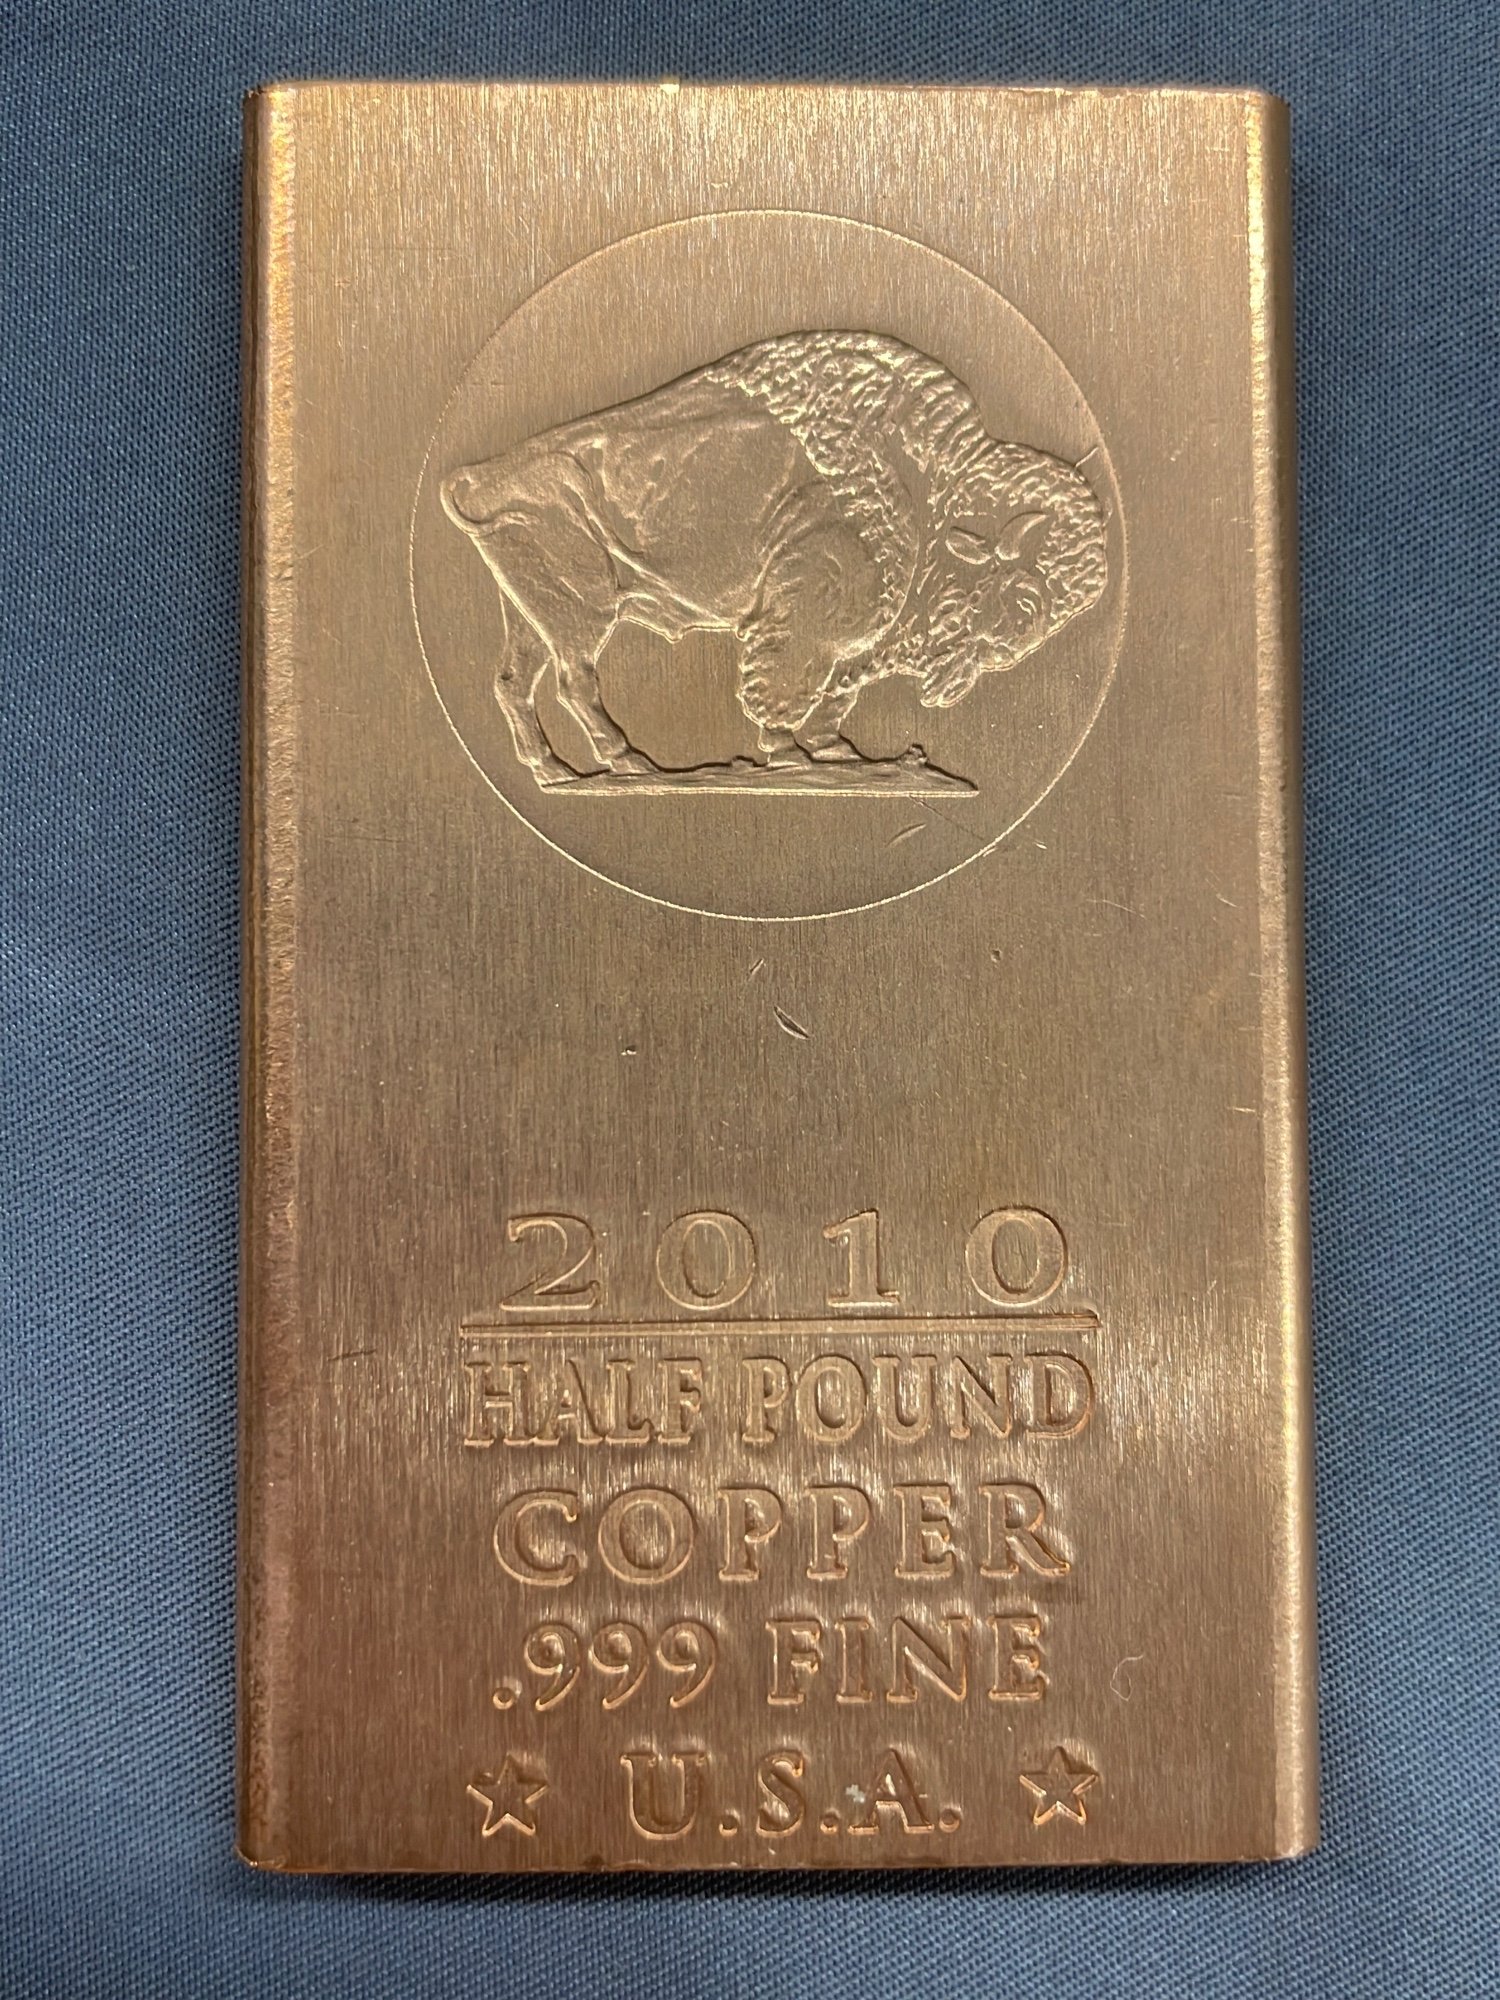 2010
HALF POUND
COPPER
.999 FINE
★ U.S.A. ★